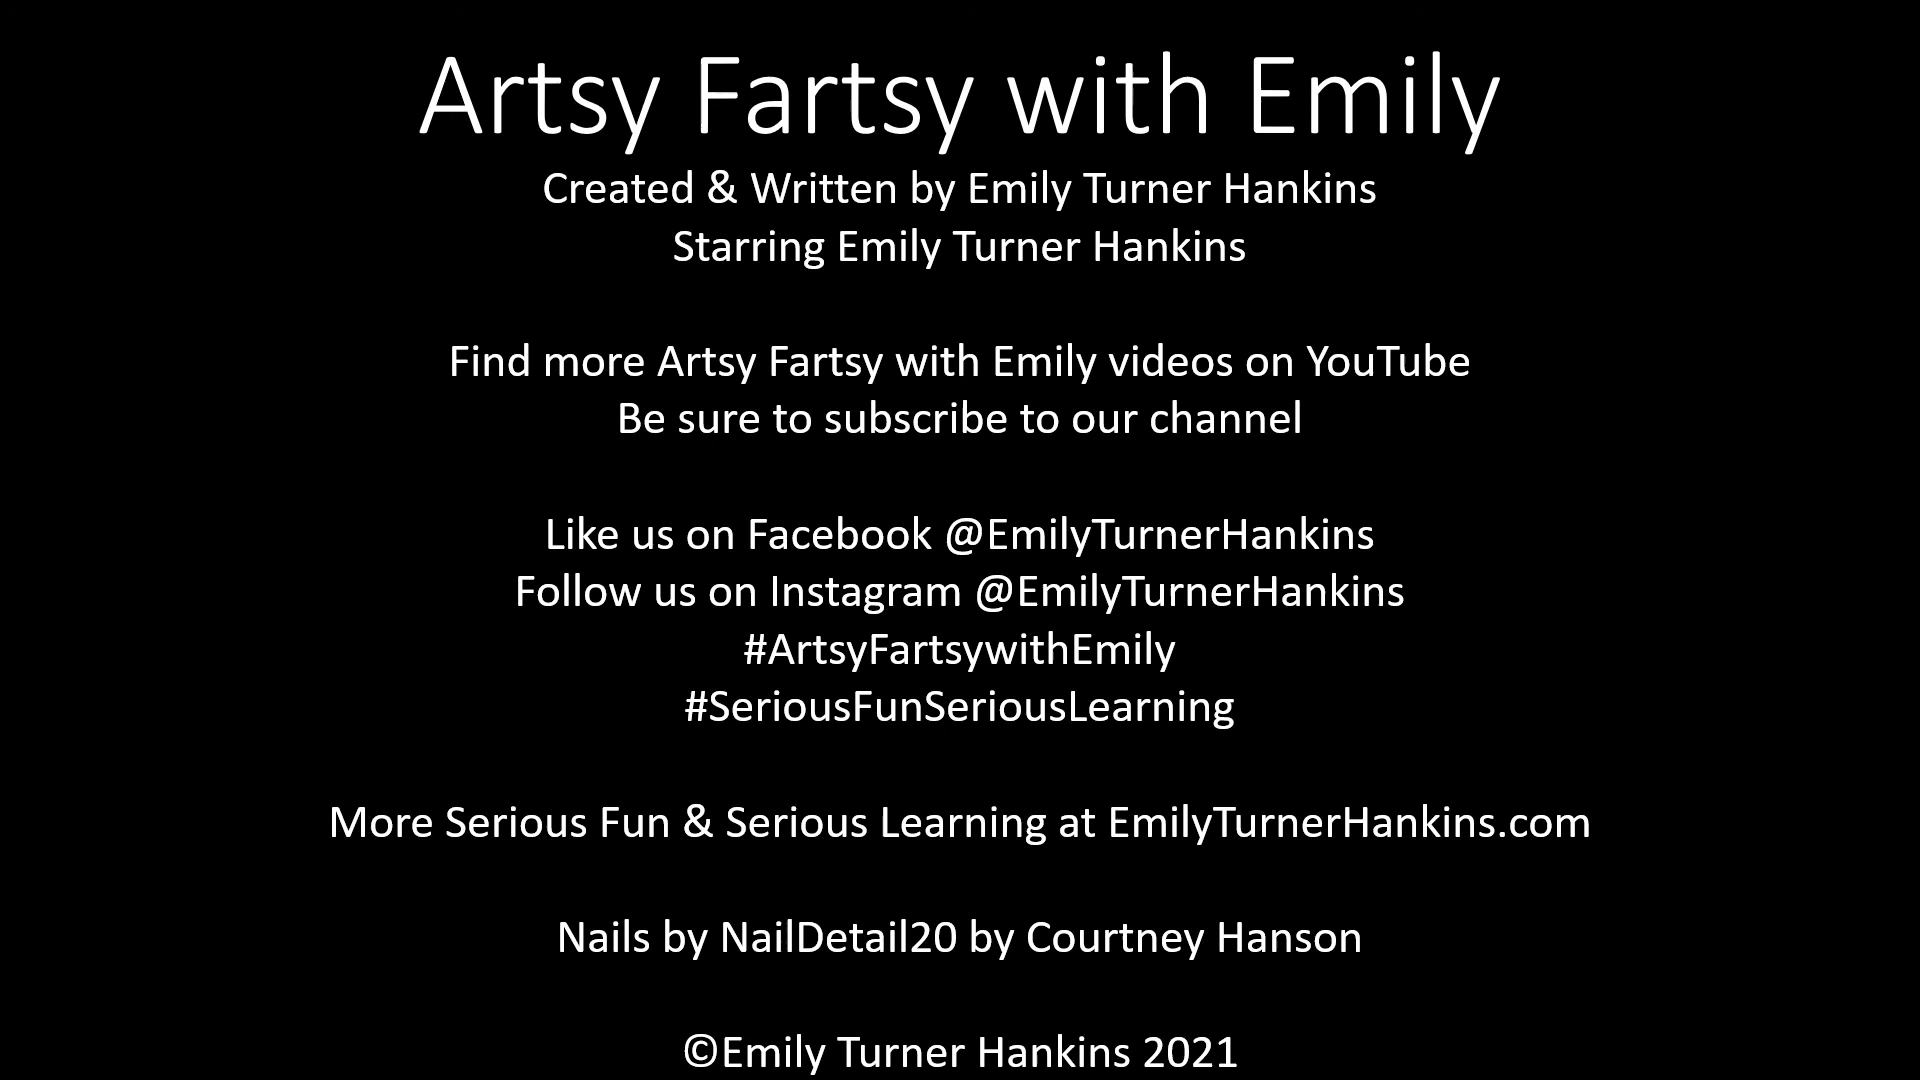 Artsy Fartsy with Emily
Created & Written by Emily Turner Hankins
Starring Emily Turner Hankins
Find more Artsy Fartsy with Emily videos on YouTube
Be sure to subscribe to our channel
Like us on Facebook @EmilyTurnerHankins
Follow us on Instagram @EmilyTurnerHankins
#ArtsyFartsywithEmily
#SeriousFunSeriousLearning
More Serious Fun & Serious Learning at EmilyTurnerHankins.com
Nails by NailDetail20 by Courtney Hanson
©Emily Turner Hankins 2021